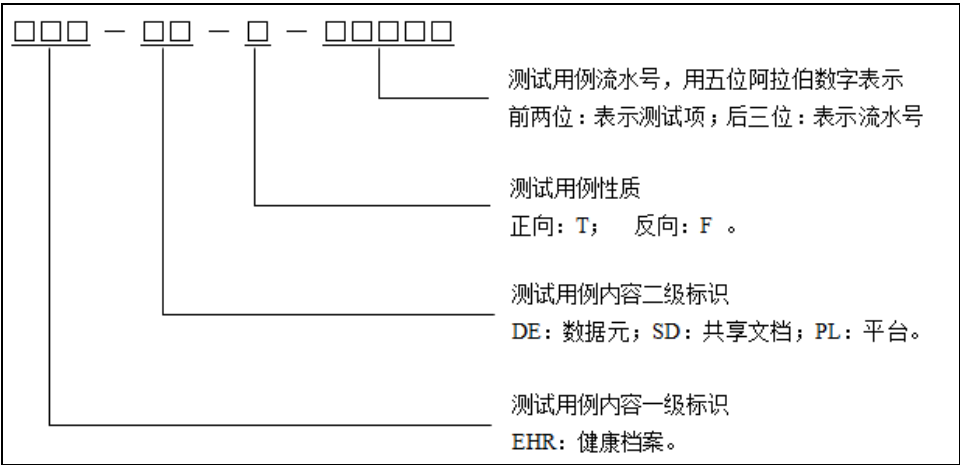 □□□ － □□ － □ － □□□□□
测试用例流水号，用五位阿拉伯数字表示
前两位：表示测试项；后三位：表示流水号
测试用例性质
正向：T； 反向：F 。
测试用例内容二级标识
DE：数据元；SD：共享文档；PL：平台。
测试用例内容一级标识
EHR：健康档案。